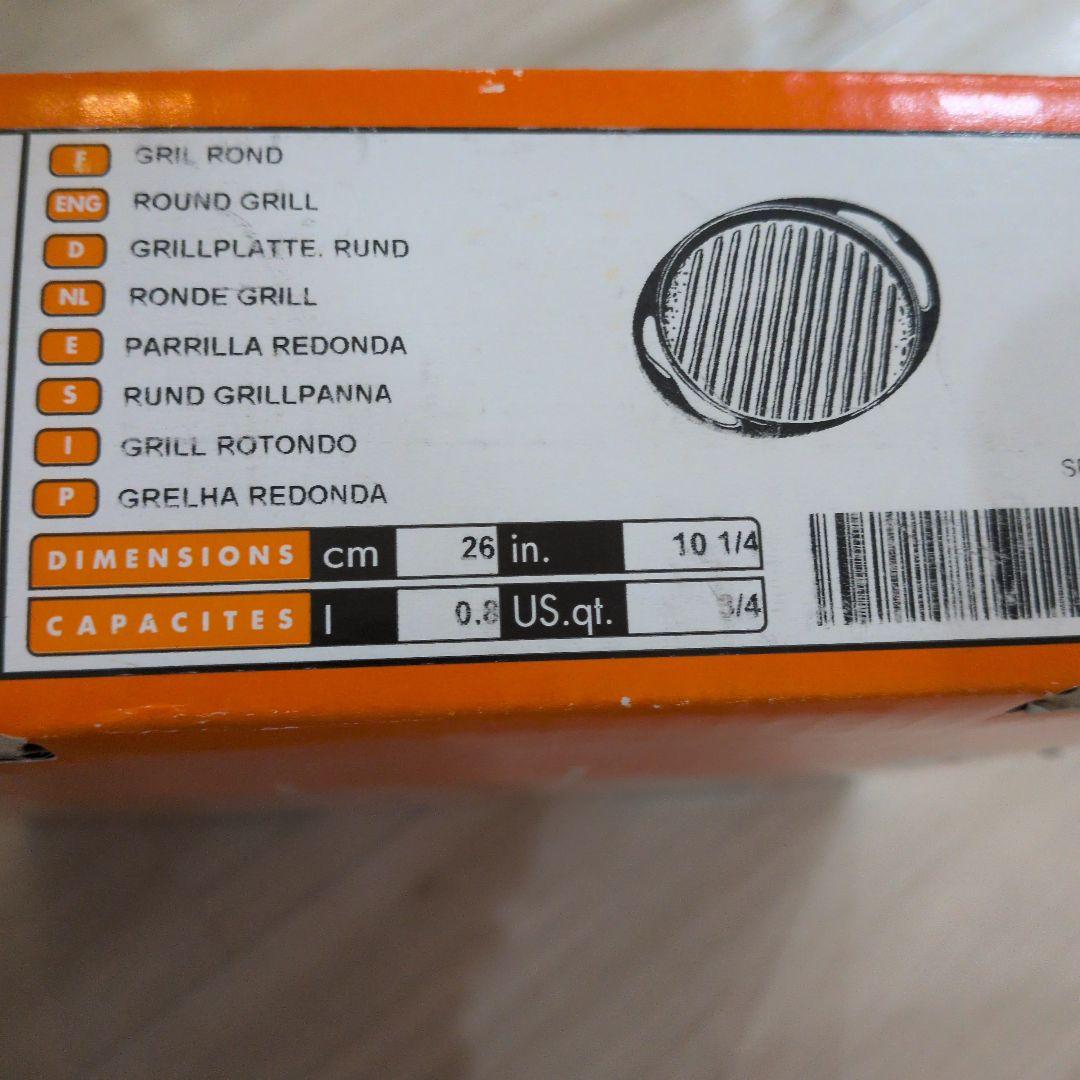 F GRIL ROND
ENG ROUND GRILL
D GRILLPLATTE. RUND
NL RONDE GRILL
E PARRILLA REDONDA
S RUND GRILLPANNA
I GRILL ROTONDO
P GRELHA REDONDA
DIMENSIONS cm 26 in. 10 1/4
CAPACITES l 0.8 US.qt. 3/4